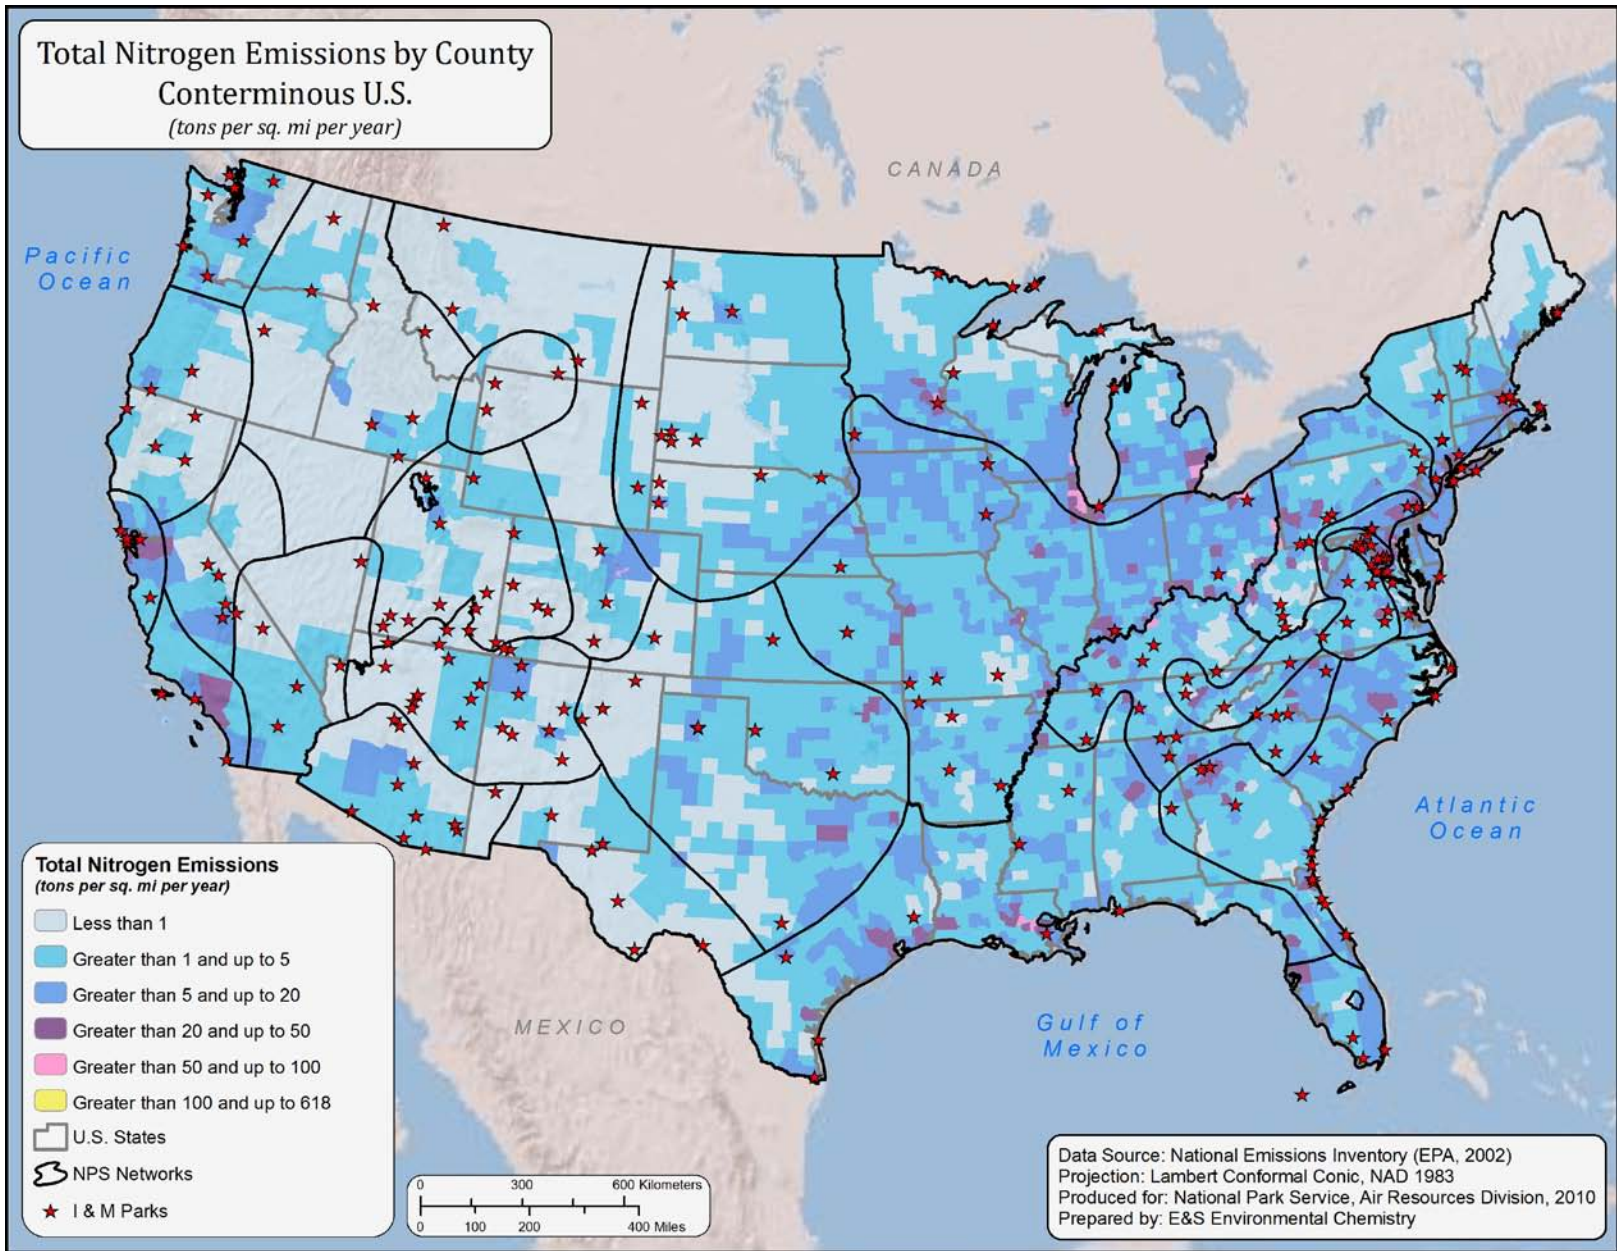 Total Nitrogen Emissions by County
Conterminous U.S.
(tons per sq. mi per year)
CANADA
Pacific
Ocean
Atlantic
Ocean
Gulf of
Mexico
MEXICO
Total Nitrogen Emissions
(tons per sq. mi per year)
Less than 1
Greater than 1 and up to 5
Greater than 5 and up to 20
Greater than 20 and up to 50
Greater than 50 and up to 100
Greater than 100 and up to 618
U.S. States
NPS Networks
I & M Parks
0 300 600 Kilometers
0 100 200 400 Miles
Data Source: National Emissions Inventory (EPA, 2002)
Projection: Lambert Conformal Conic, NAD 1983
Produced for: National Park Service, Air Resources Division, 2010
Prepared by: E&S Environmental Chemistry